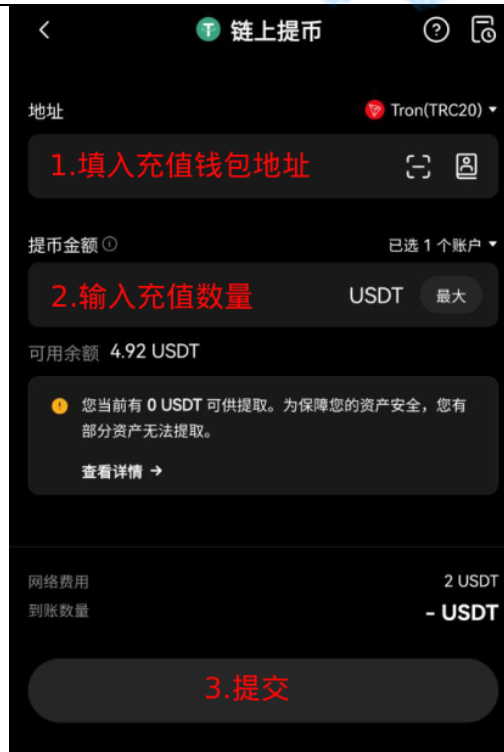 链上提币
地址
Tron(TRC20)
1.填入充值钱包地址
提币金额
已选 1 个账户
2.输入充值数量
USDT
最大
可用余额 4.92 USDT
您当前有 0 USDT 可供提取。为保障您的资产安全，您有
部分资产无法提取。
查看详情 →
网络费用
2 USDT
到账数量
- USDT
3.提交